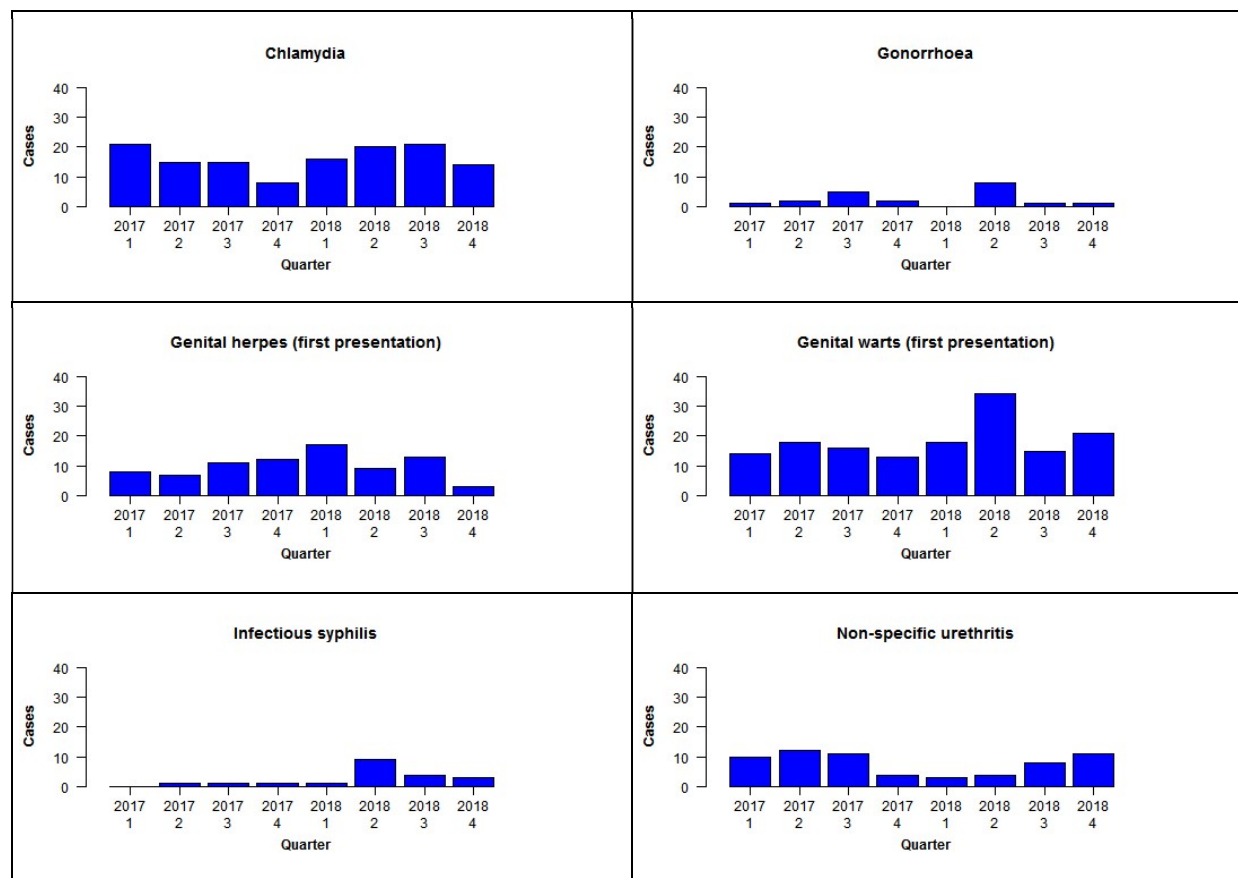 Chlamydia
40
30
20
10
0
Cases
2017 2017 2017 2017 2018 2018 2018 2018
1 2 3 4 1 2 3 4
Quarter
Gonorrhoea
40
30
20
10
0
Cases
2017 2017 2017 2017 2018 2018 2018 2018
1 2 3 4 1 2 3 4
Quarter
Genital herpes (first presentation)
40
30
20
10
0
Cases
2017 2017 2017 2017 2018 2018 2018 2018
1 2 3 4 1 2 3 4
Quarter
Genital warts (first presentation)
40
30
20
10
0
Cases
2017 2017 2017 2017 2018 2018 2018 2018
1 2 3 4 1 2 3 4
Quarter
Infectious syphilis
40
30
20
10
0
Cases
2017 2017 2017 2017 2018 2018 2018 2018
1 2 3 4 1 2 3 4
Quarter
Non-specific urethritis
40
30
20
10
0
Cases
2017 2017 2017 2017 2018 2018 2018 2018
1 2 3 4 1 2 3 4
Quarter